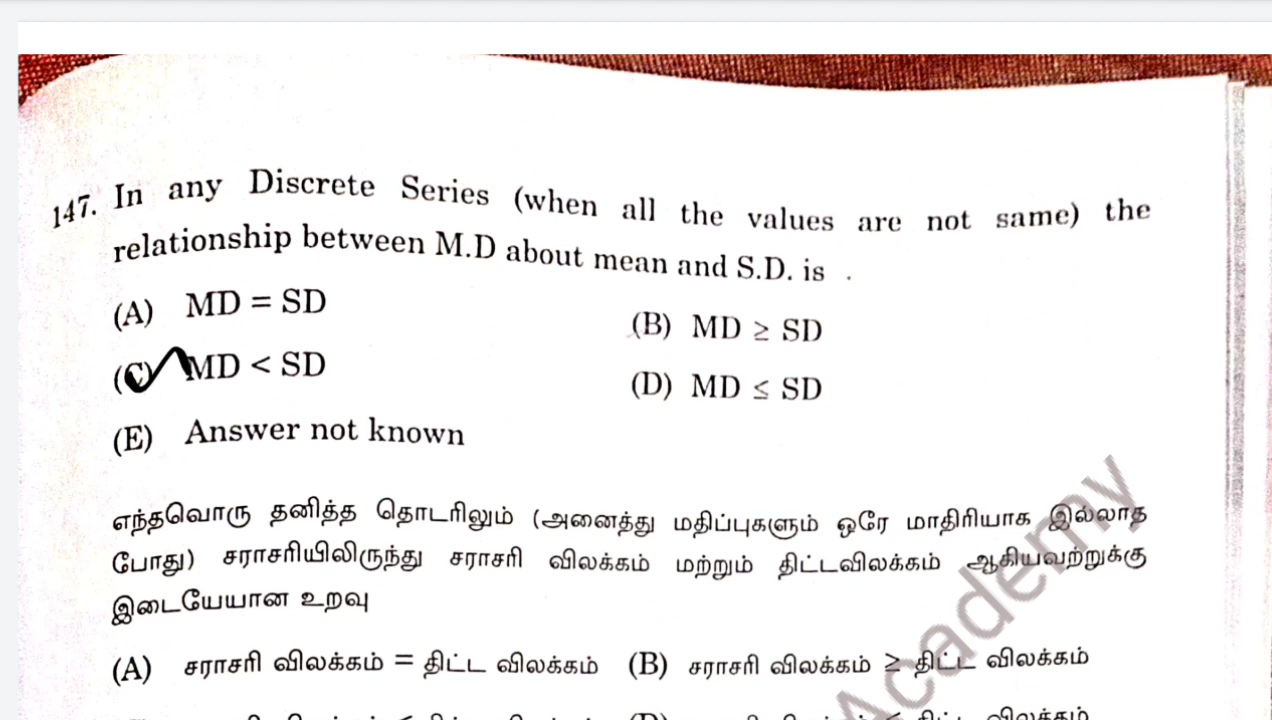 147. In any Discrete Series (when all the values are not same) the
relationship between M.D about mean and S.D. is .
(A) MD = SD
(B) MD ≥ SD
(C) MD < SD
(D) MD ≤ SD
(E) Answer not known
எந்தவொரு தனித்த தொடரிலும் (அனைத்து மதிப்புகளும் ஒரே மாதிரியாக இல்லாத
போது) சராசரியிலிருந்து சராசரி விலக்கம் மற்றும் திட்டவிலக்கம் ஆகியவற்றுக்கு
இடையேயான உறவு
(A) சராசரி விலக்கம் = திட்ட விலக்கம் (B) சராசரி விலக்கம் ≥ திட்ட விலக்கம்
Academy